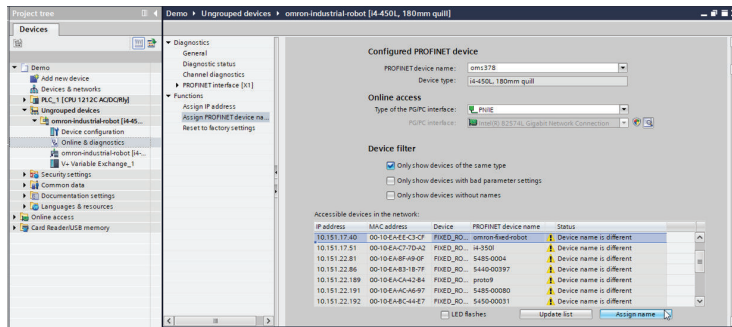 Project tree
Demo ▸ Ungrouped devices ▸ omron-industrial-robot [i4-450L, 180mm quill]
Devices
Demo
Add new device
Devices & networks
PLC_1 [CPU 1212C AC/DC/Rly]
Ungrouped devices
omron-industrial-robot [i4-45...
Device configuration
Online & diagnostics
omron-industrial-robot [i4-...
V+ Variable Exchange_1
Security settings
Common data
Documentation settings
Languages & resources
Online access
Card Reader/USB memory
Diagnostics
General
Diagnostic status
Channel diagnostics
PROFINET interface [X1]
Functions
Assign IP address
Assign PROFINET device na...
Reset to factory settings
Configured PROFINET device
PROFINET device name: oms378
Device type: i4-450L, 180mm quill
Online access
Type of the PG/PC interface: PN/IE
PG/PC interface: Intel(R) 82574L Gigabit Network Connection
Device filter
Only show devices of the same type
Only show devices with bad parameter settings
Only show devices without names
Accessible devices in the network:
IP address MAC address Device PROFINET device name Status
10.151.17.40 00-10-EA-EE-C3-CF FIXED_RO... omron-fixed-robot Device name is different
10.151.17.51 00-10-EA-C7-7D-A2 FIXED_RO... i4-350l Device name is different
10.151.22.81 00-10-EA-8F-A9-0F FIXED_RO... 5485-0004 Device name is different
10.151.22.86 00-10-EA-83-1B-7F FIXED_RO... 5440-00397 Device name is different
10.151.22.189 00-10-EA-CA-42-B4 FIXED_RO... proto9 Device name is different
10.151.22.191 00-10-EA-AC-A6-97 FIXED_RO... 5485-00080 Device name is different
10.151.22.192 00-10-EA-BC-44-E7 FIXED_RO... 5450-00031 Device name is different
LED flashes Update list Assign name